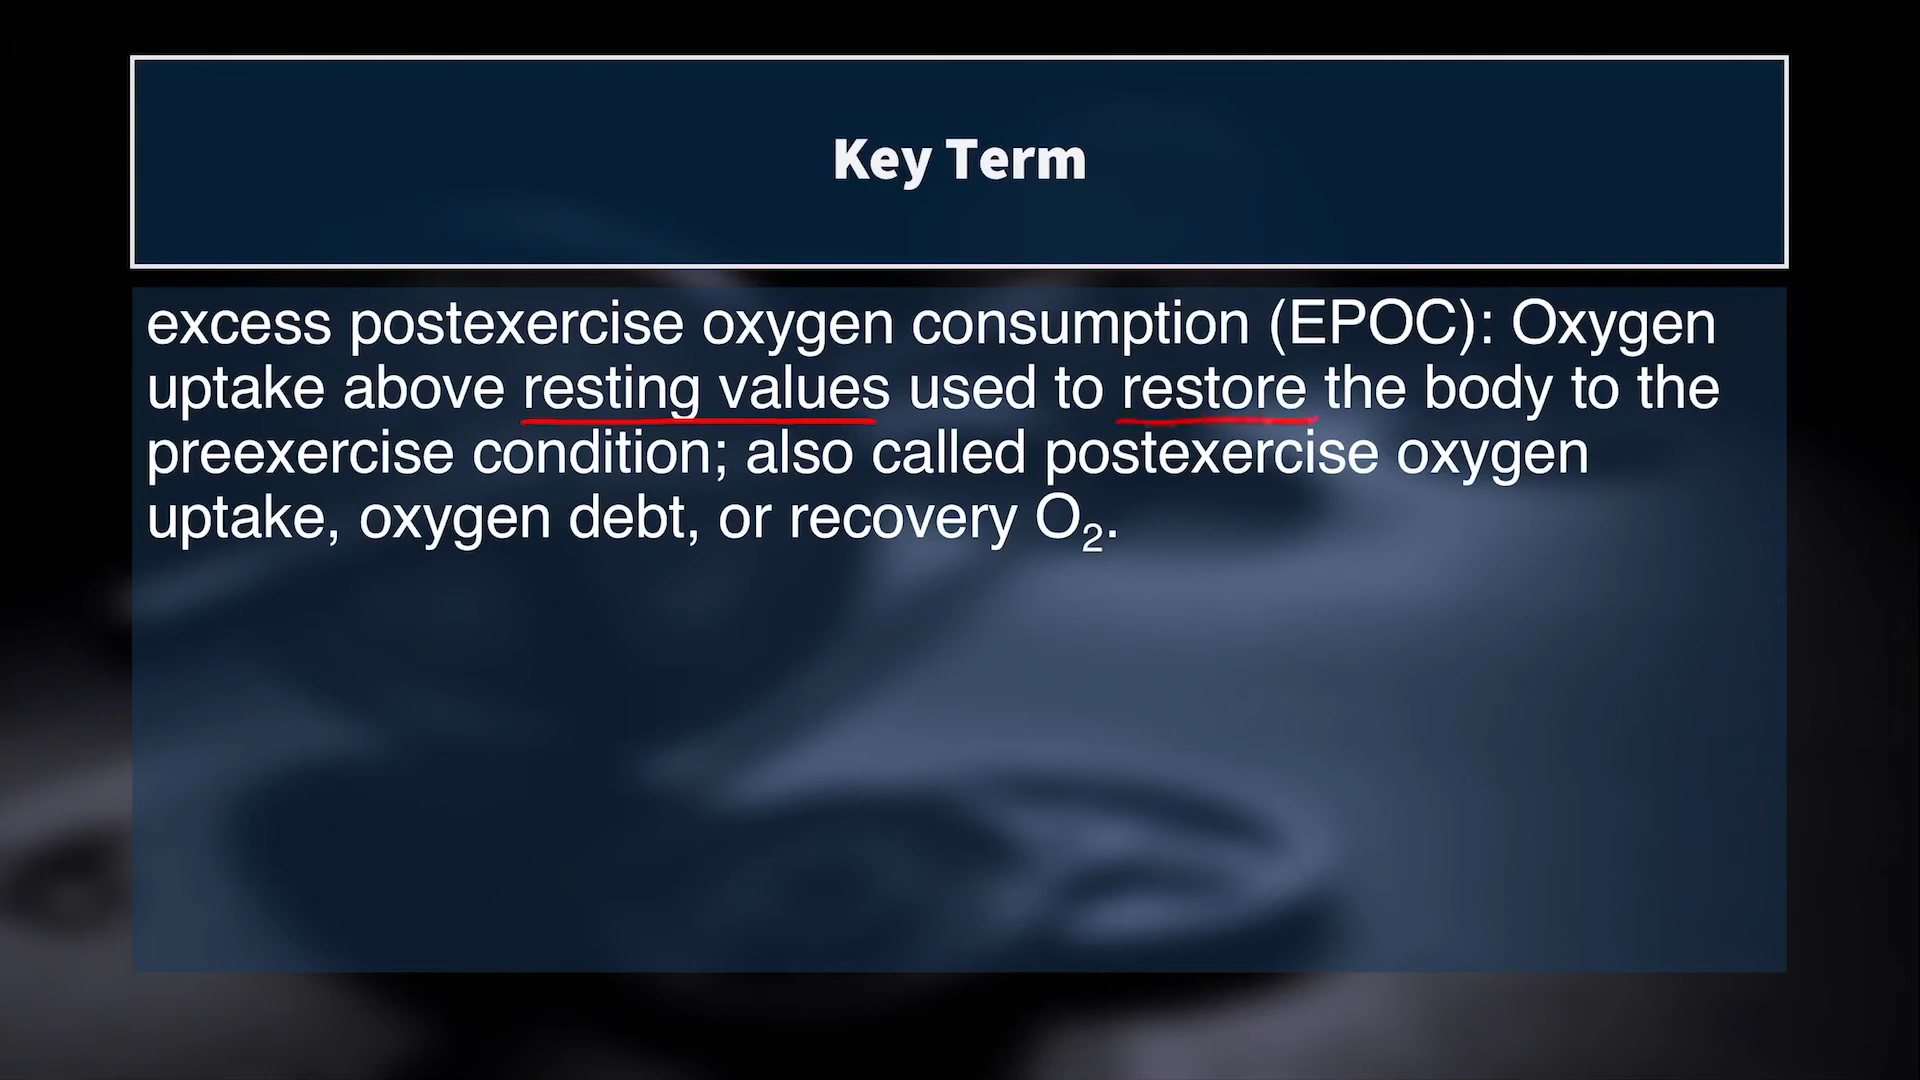 Key Term
excess postexercise oxygen consumption (EPOC): Oxygen
uptake above resting values used to restore the body to the
preexercise condition; also called postexercise oxygen
uptake, oxygen debt, or recovery O₂.